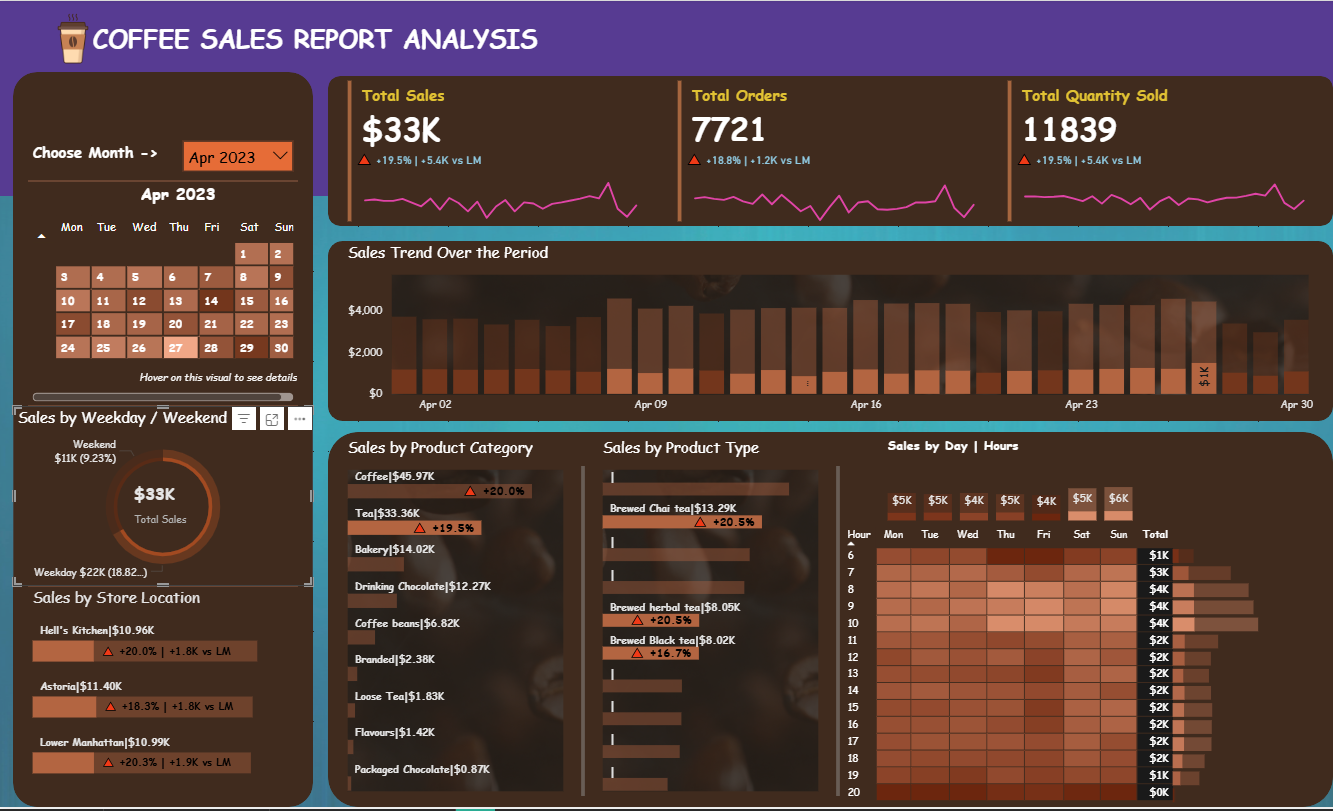 COFFEE SALES REPORT ANALYSIS
Choose Month ->
Apr 2023
Apr 2023
Mon Tue Wed Thu Fri Sat Sun
1 2
3 4 5 6 7 8 9
10 11 12 13 14 15 16
17 18 19 20 21 22 23
24 25 26 27 28 29 30
Hover on this visual to see details
Sales by Weekday / Weekend
Weekend
$11K (9.23%)
$33K
Total Sales
Weekday $22K (18.82...)
Sales by Store Location
Hell's Kitchen|$10.96K
+20.0% | +1.8K vs LM
Astoria|$11.40K
+18.3% | +1.8K vs LM
Lower Manhattan|$10.99K
+20.3% | +1.9K vs LM
Total Sales
$33K
+19.5% | +5.4K vs LM
Total Orders
7721
+18.8% | +1.2K vs LM
Total Quantity Sold
11839
+19.5% | +5.4K vs LM
Sales Trend Over the Period
$4,000
$2,000
$0
$1K
Apr 02 Apr 09 Apr 16 Apr 23 Apr 30
Sales by Product Category
Coffee|$45.97K
+20.0%
Tea|$33.36K
+19.5%
Bakery|$14.02K
Drinking Chocolate|$12.27K
Coffee beans|$6.82K
Branded|$2.38K
Loose Tea|$1.83K
Flavours|$1.42K
Packaged Chocolate|$0.87K
Sales by Product Type
|
Brewed Chai tea|$13.29K
+20.5%
|
|
Brewed herbal tea|$8.05K
+20.5%
Brewed Black tea|$8.02K
+16.7%
|
|
|
|
Sales by Day | Hours
$5K $5K $4K $5K $4K $5K $6K
Hour Mon Tue Wed Thu Fri Sat Sun Total
6 $1K
7 $3K
8 $4K
9 $4K
10 $4K
11 $2K
12 $2K
13 $2K
14 $2K
15 $2K
16 $2K
17 $2K
18 $2K
19 $1K
20 $0K